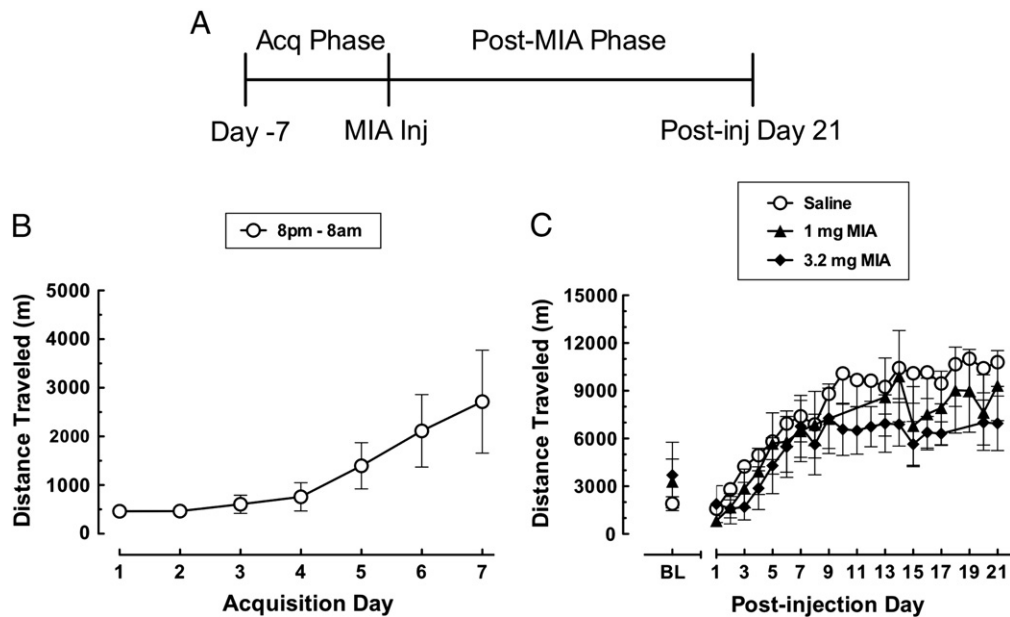 A
Acq Phase
Post-MIA Phase
Day -7
MIA Inj
Post-inj Day 21
B
8pm - 8am
Distance Traveled (m)
5000
4000
3000
2000
1000
0
1 2 3 4 5 6 7
Acquisition Day
C
Saline
1 mg MIA
3.2 mg MIA
Distance Traveled (m)
15000
12000
9000
6000
3000
0
BL 1 3 5 7 9 11 13 15 17 19 21
Post-injection Day